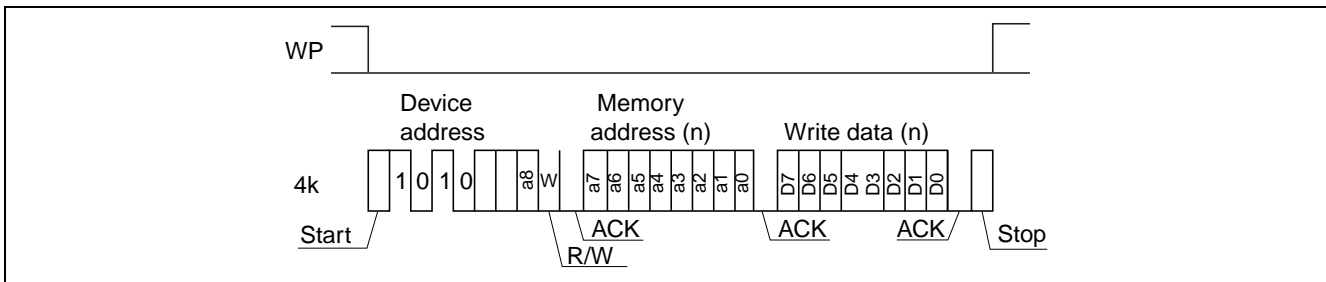 WP
Device address
Memory address (n)
Write data (n)
4k
1 0 1 0 a8 W a7 a6 a5 a4 a3 a2 a1 a0 D7 D6 D5 D4 D3 D2 D1 D0
Start ACK ACK ACK Stop
R/W